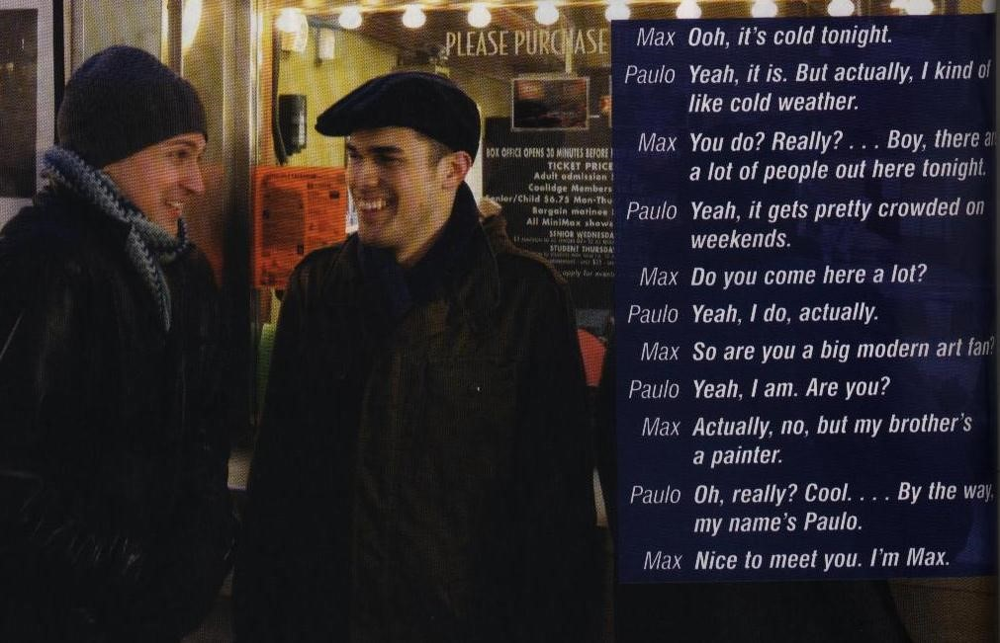 PLEASE PURCHASE
BOX OFFICE OPENS 30 MINUTES BEFORE
TICKET PRICE
Adult admission
Coolidge Members
Senior/Child $6.75 Mon-Thu
Bargain matinee
All MiniMax shows
SENIOR WEDNESDA
STUDENT THURSDA
Max Ooh, it's cold tonight.
Paulo Yeah, it is. But actually, I kind of
like cold weather.
Max You do? Really? . . . Boy, there ar
a lot of people out here tonight.
Paulo Yeah, it gets pretty crowded on
weekends.
Max Do you come here a lot?
Paulo Yeah, I do, actually.
Max So are you a big modern art fan?
Paulo Yeah, I am. Are you?
Max Actually, no, but my brother's
a painter.
Paulo Oh, really? Cool. . . . By the way,
my name's Paulo.
Max Nice to meet you. I'm Max.